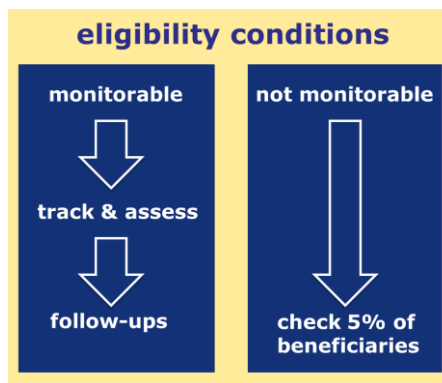 eligibility conditions
monitorable
track & assess
follow-ups
not monitorable
check 5% of
beneficiaries